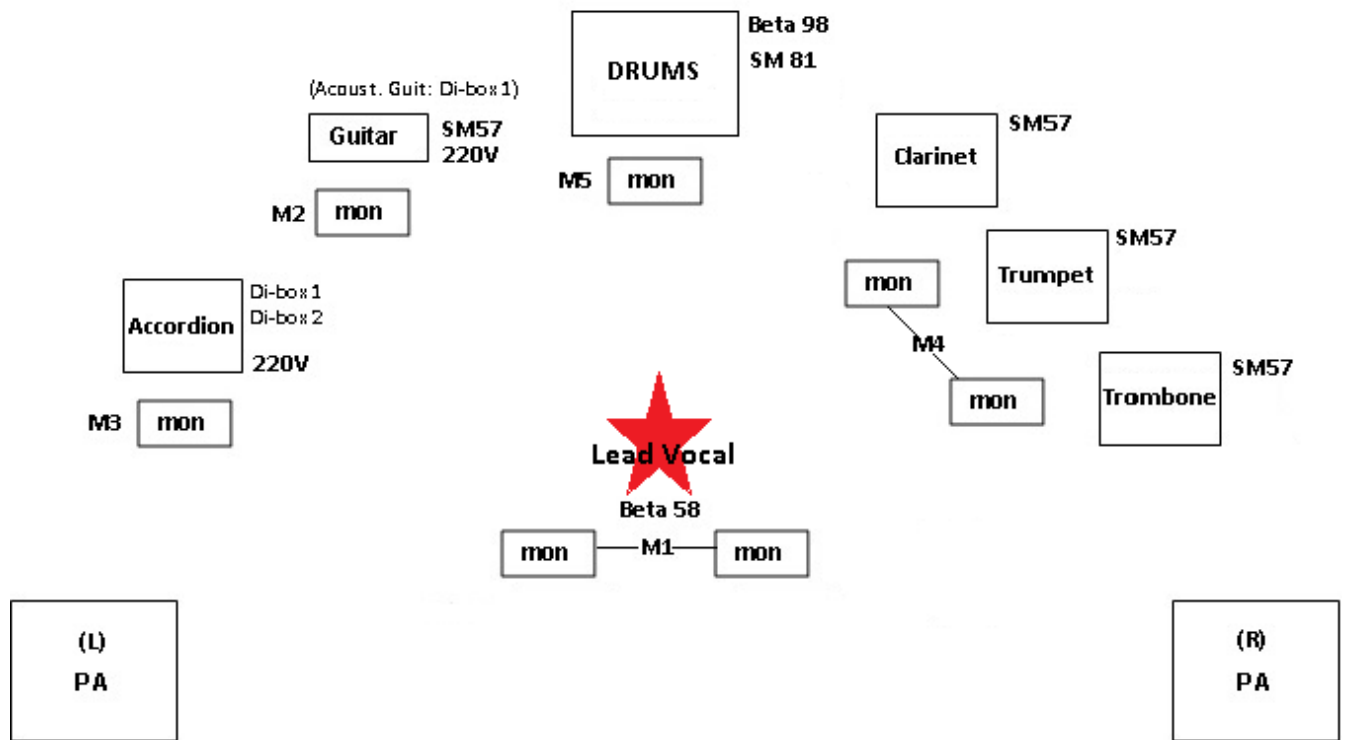 Beta 98
DRUMS
SM 81
(Acoust. Guit: Di-box 1)
Guitar
SM57
220V
M2
mon
M5
mon
Clarinet
SM57
Trumpet
SM57
mon
M4
mon
Trombone
SM57
Accordion
Di-box 1
Di-box 2
220V
M3
mon
Lead Vocal
Beta 58
mon
M1
mon
(L)
PA
(R)
PA